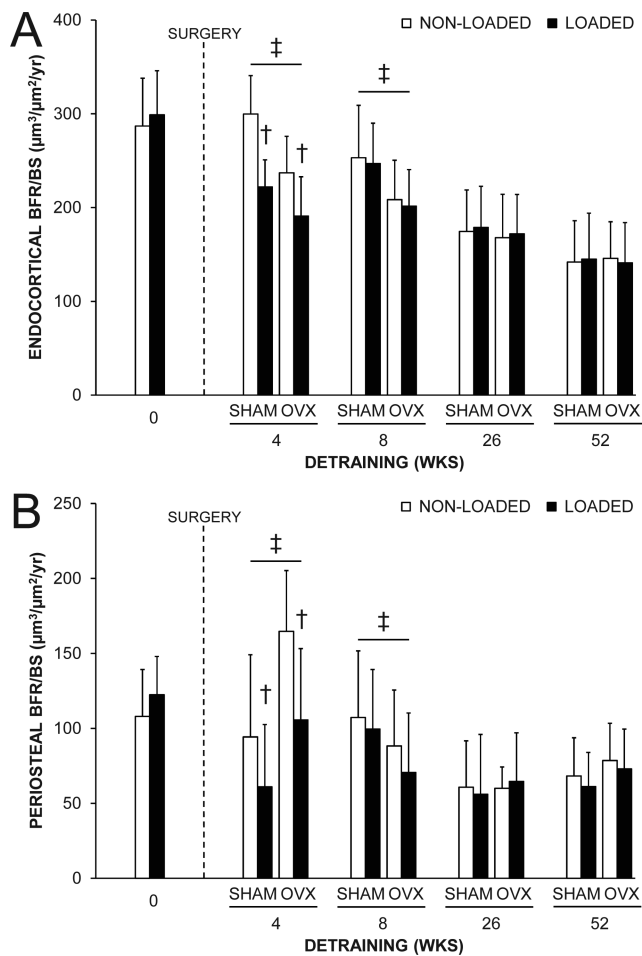 A
SURGERY
NON-LOADED LOADED
‡
‡
† †
400
300
200
100
0
ENDOCORTICAL BFR/BS (µm³/µm²/yr)
SHAM OVX SHAM OVX SHAM OVX SHAM OVX
0 4 8 26 52
DETRAINING (WKS)
B
SURGERY
NON-LOADED LOADED
‡
‡
† †
250
200
150
100
50
0
PERIOSTEAL BFR/BS (µm³/µm²/yr)
SHAM OVX SHAM OVX SHAM OVX SHAM OVX
0 4 8 26 52
DETRAINING (WKS)